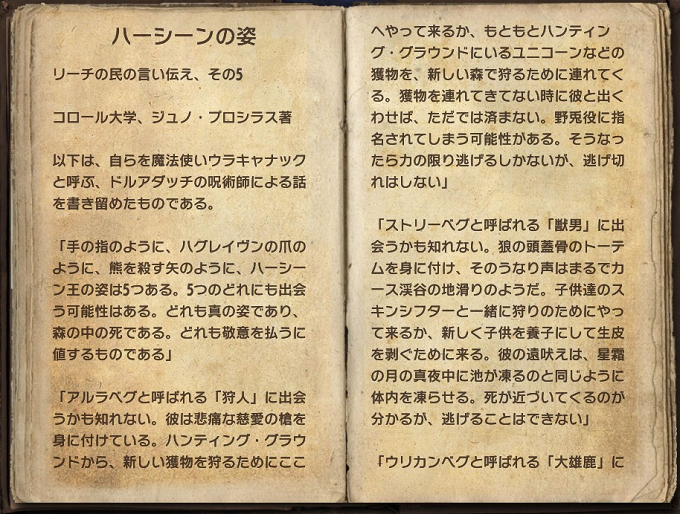 ハーシーンの姿
リーチの民の言い伝え、その5
コロール大学、ジュノ・プロシラス著
以下は、自らを魔法使いウラキャナック
と呼ぶ、ドルアダッチの呪術師による話
を書き留めたものである。
「手の指のように、ハグレイヴンの爪の
ように、熊を殺す矢のように、ハーシー
ン王の姿は5つある。5つのどれにも出会
う可能性はある。どれも真の姿であり、
森の中の死である。どれも敬意を払うに
値するものである」
「アルラベグと呼ばれる「狩人」に出会
うかも知れない。彼は悲痛な慈愛の槍を
身に付けている。ハンティング・グラウ
ンドから、新しい獲物を狩るためにここ
へやって来るか、もともとハンティン
グ・グラウンドにいるユニコーンなどの
獲物を、新しい森で狩るために連れてく
る。獲物を連れてきてない時に彼と出く
わせば、ただでは済まない。野兎役に指
名されてしまう可能性がある。そうなっ
たら力の限り逃げるしかないが、逃げ切
れはしない」
「ストリーベグと呼ばれる「獣男」に出
会うかも知れない。狼の頭蓋骨のトーテ
ムを身に付け、そのうなり声はまるでカ
ース渓谷の地滑りのようだ。子供達のス
キンシフターと一緒に狩りのためにやっ
て来るか、新しく子供を養子にして生皮
を剥ぐために来る。彼の遠吠えは、星霜
の月の真夜中に池が凍るのと同じように
体内を凍らせる。死が近づいてくるのが
分かるが、逃げることはできない」
「ウリカンベグと呼ばれる「大雄鹿」に